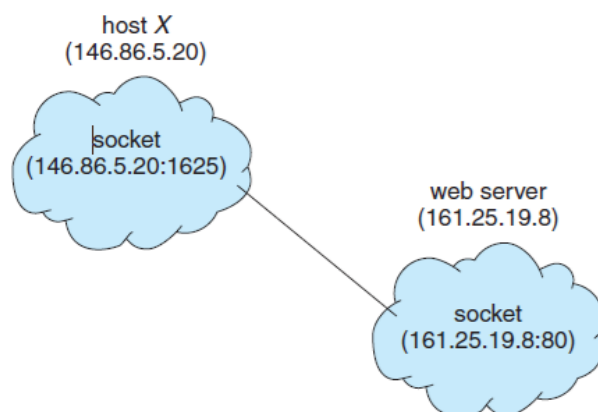 host X
(146.86.5.20)
socket
(146.86.5.20:1625)
web server
(161.25.19.8)
socket
(161.25.19.8:80)